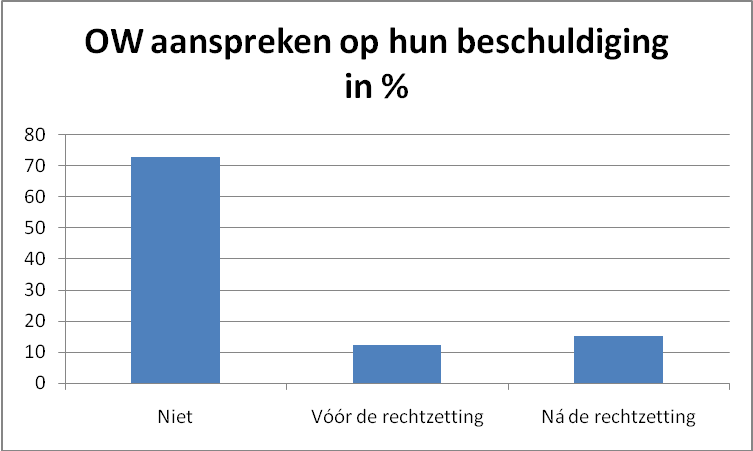 OW aanspreken op hun beschuldiging
in %
80
70
60
50
40
30
20
10
0
Niet
Vóór de rechtzetting
Ná de rechtzetting